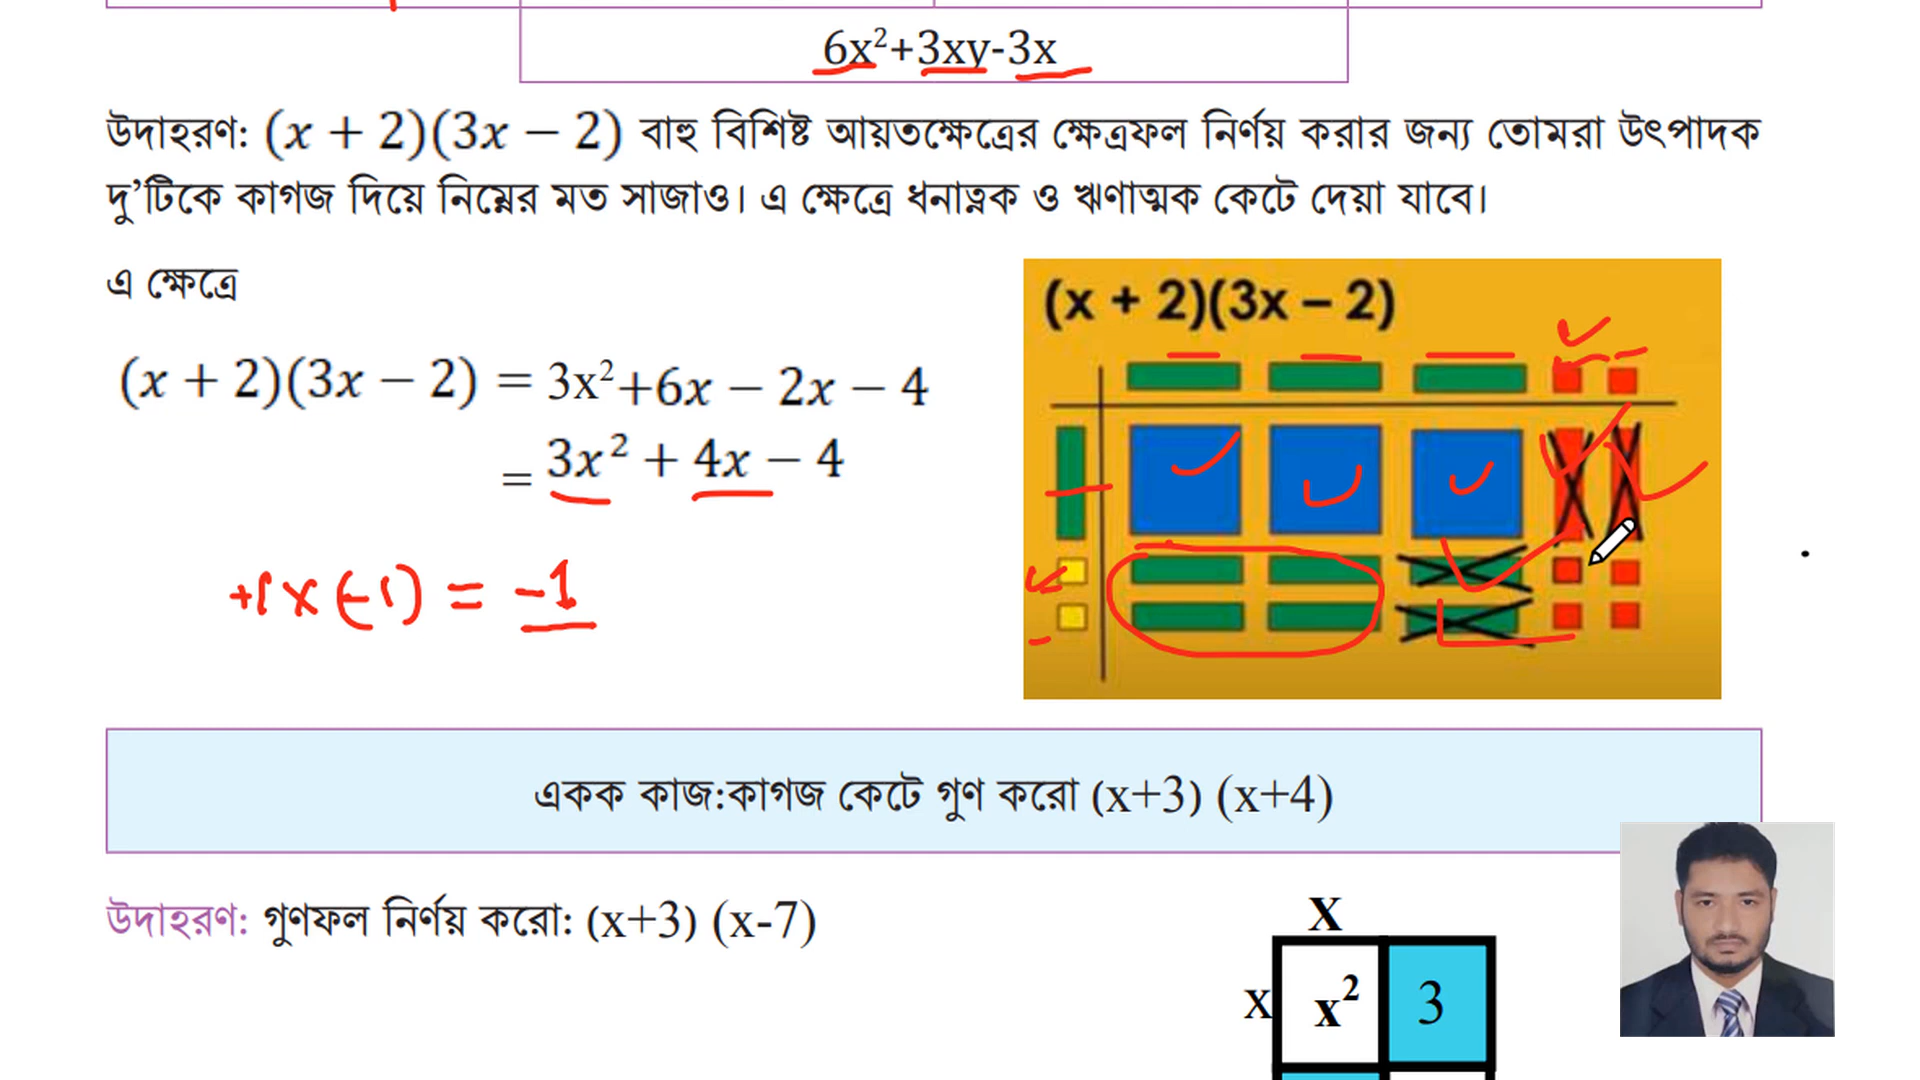 6x²+3xy-3x
উদাহরণ: (x + 2)(3x − 2) বাহু বিশিষ্ট আয়তক্ষেত্রের ক্ষেত্রফল নির্ণয় করার জন্য তোমরা উৎপাদক
দু’টিকে কাগজ দিয়ে নিম্নের মত সাজাও। এ ক্ষেত্রে ধনাত্নক ও ঋণাত্মক কেটে দেয়া যাবে।
এ ক্ষেত্রে
(x + 2)(3x − 2) = 3x²+6x − 2x − 4
= 3x² + 4x − 4
+1 x (-1) = -1
(x + 2)(3x – 2)
একক কাজ:কাগজ কেটে গুণ করো (x+3) (x+4)
উদাহরণ: গুণফল নির্ণয় করো: (x+3) (x-7)
X
X x² 3